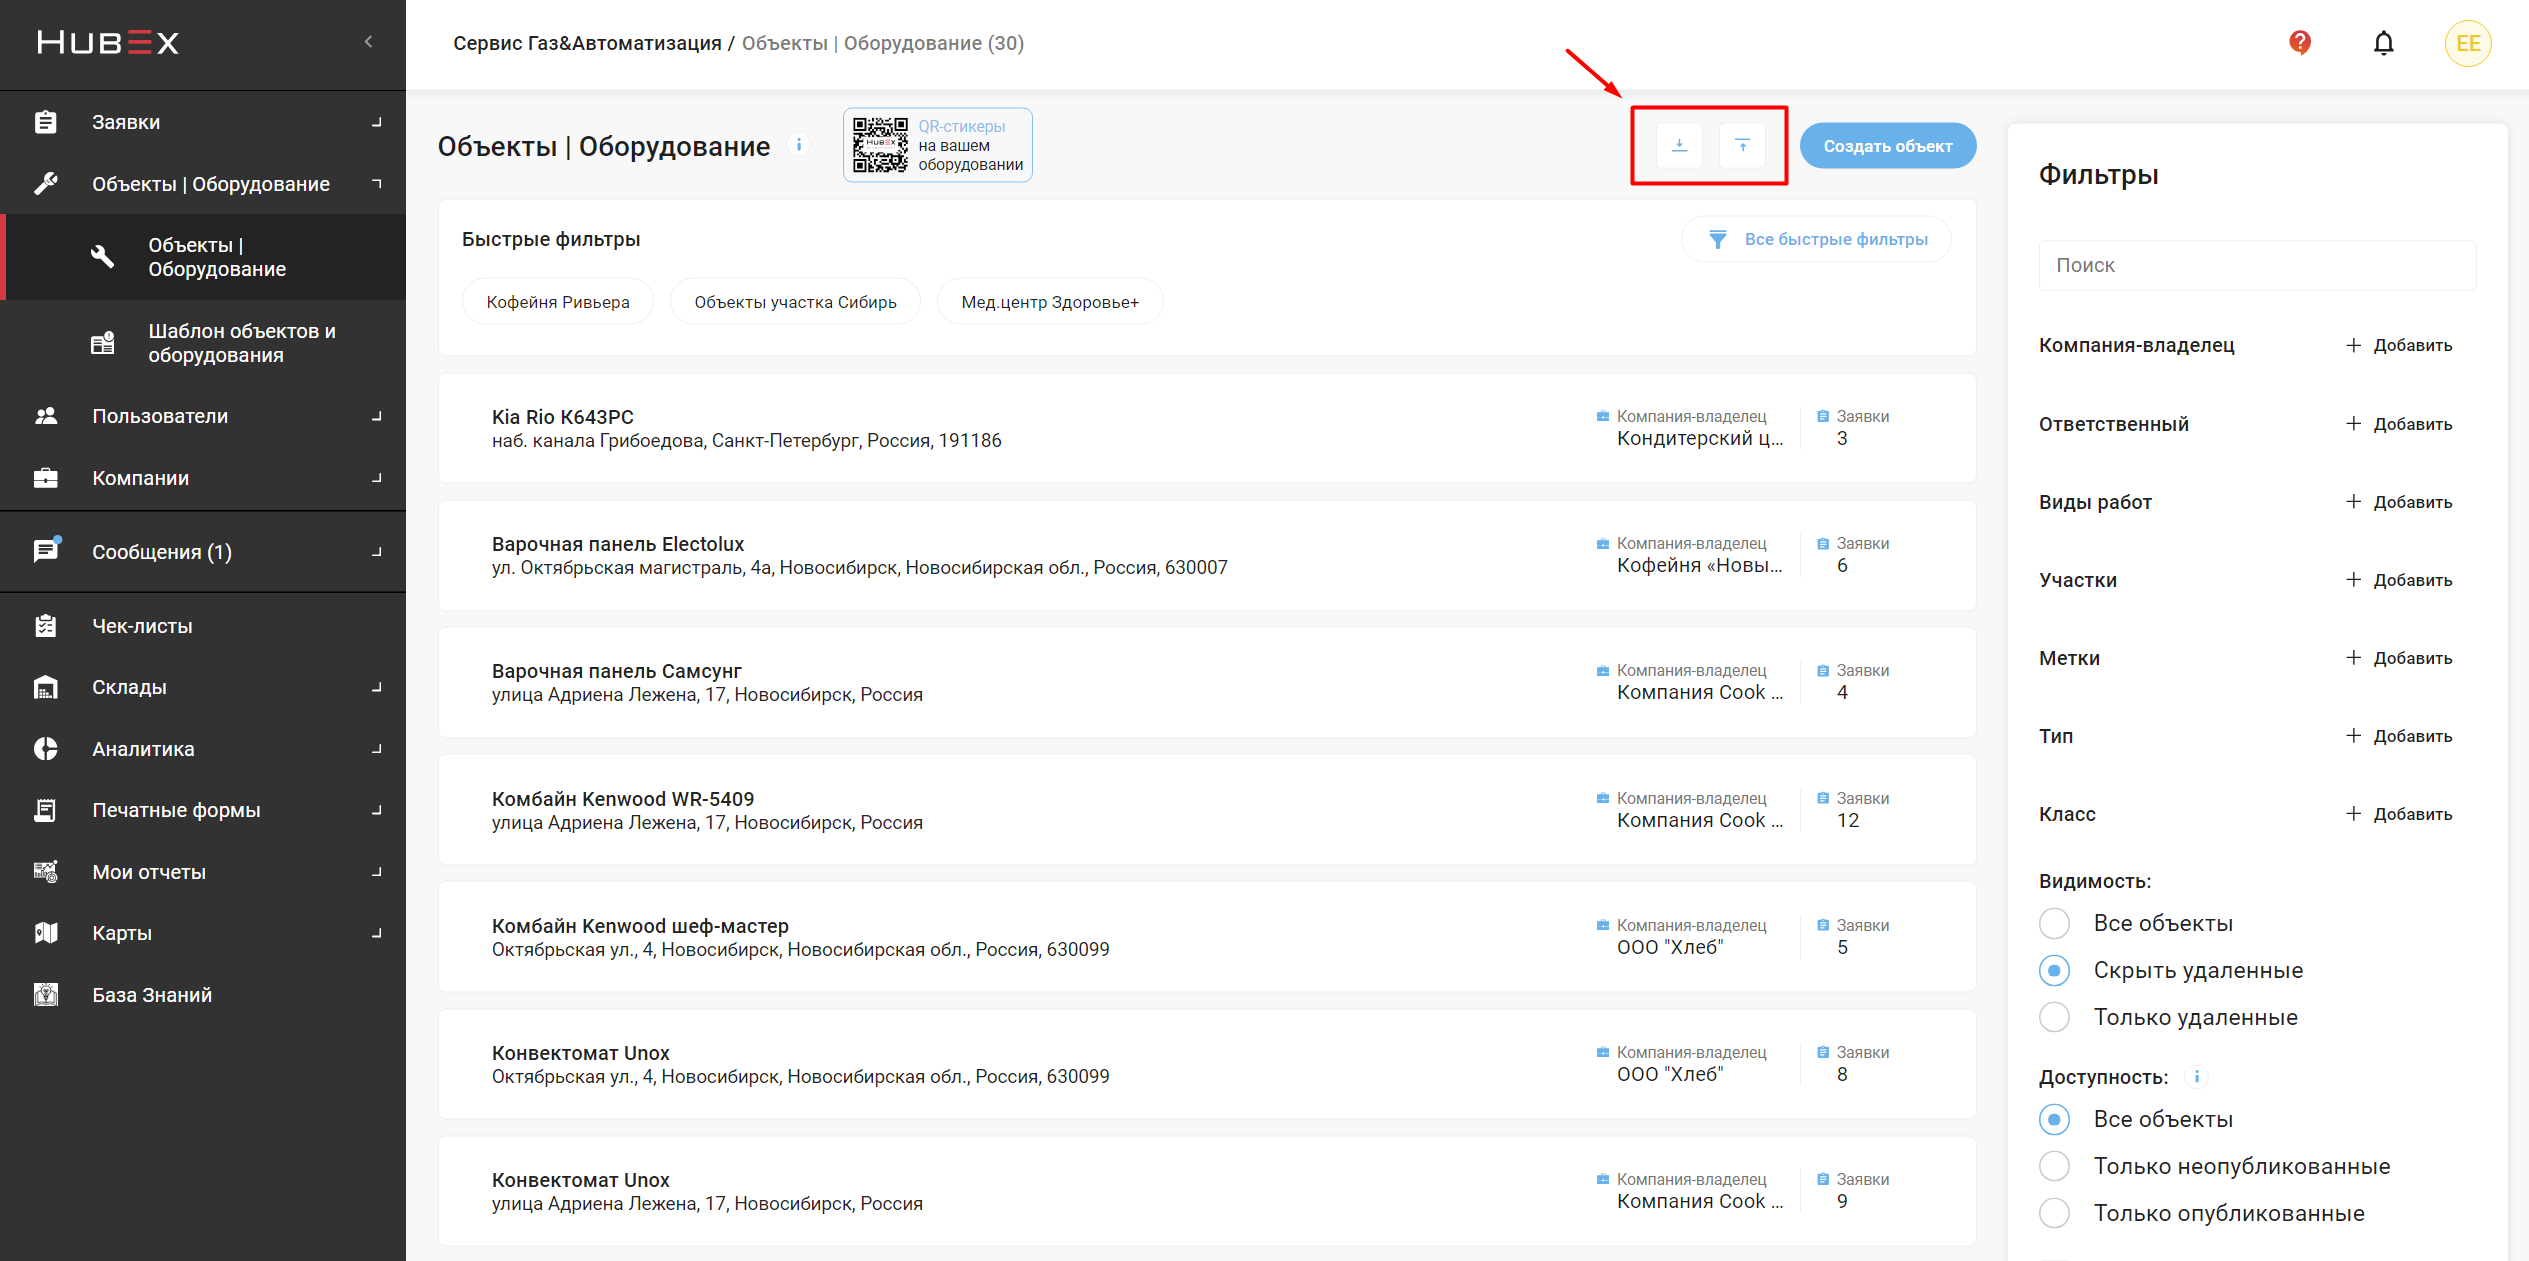 HUBEX
Заявки
Объекты | Оборудование
Объекты |
Оборудование
Шаблон объектов и
оборудования
Пользователи
Компании
Сообщения (1)
Чек-листы
Склады
Аналитика
Печатные формы
Мои отчеты
Карты
База Знаний
Сервис Газ&Автоматизация / Объекты | Оборудование (30)
EE
Объекты | Оборудование
HUBEX
QR-стикеры
на вашем
оборудовании
Создать объект
Быстрые фильтры
Все быстрые фильтры
Кофейня Ривьера
Объекты участка Сибирь
Мед.центр Здоровье+
Kia Rio К643РС
наб. канала Грибоедова, Санкт-Петербург, Россия, 191186
Компания-владелец
Кондитерский ц...
Заявки
3
Варочная панель Electolux
ул. Октябрьская магистраль, 4а, Новосибирск, Новосибирская обл., Россия, 630007
Компания-владелец
Кофейня «Новы...
Заявки
6
Варочная панель Самсунг
улица Адриена Лежена, 17, Новосибирск, Россия
Компания-владелец
Компания Cook ...
Заявки
4
Комбайн Kenwood WR-5409
улица Адриена Лежена, 17, Новосибирск, Россия
Компания-владелец
Компания Cook ...
Заявки
12
Комбайн Kenwood шеф-мастер
Октябрьская ул., 4, Новосибирск, Новосибирская обл., Россия, 630099
Компания-владелец
ООО "Хлеб"
Заявки
5
Конвектомат Unox
Октябрьская ул., 4, Новосибирск, Новосибирская обл., Россия, 630099
Компания-владелец
ООО "Хлеб"
Заявки
8
Конвектомат Unox
улица Адриена Лежена, 17, Новосибирск, Россия
Компания-владелец
Компания Cook ...
Заявки
9
Фильтры
Поиск
Компания-владелец
Добавить
Ответственный
Добавить
Виды работ
Добавить
Участки
Добавить
Метки
Добавить
Тип
Добавить
Класс
Добавить
Видимость:
Все объекты
Скрыть удаленные
Только удаленные
Доступность:
Все объекты
Только неопубликованные
Только опубликованные